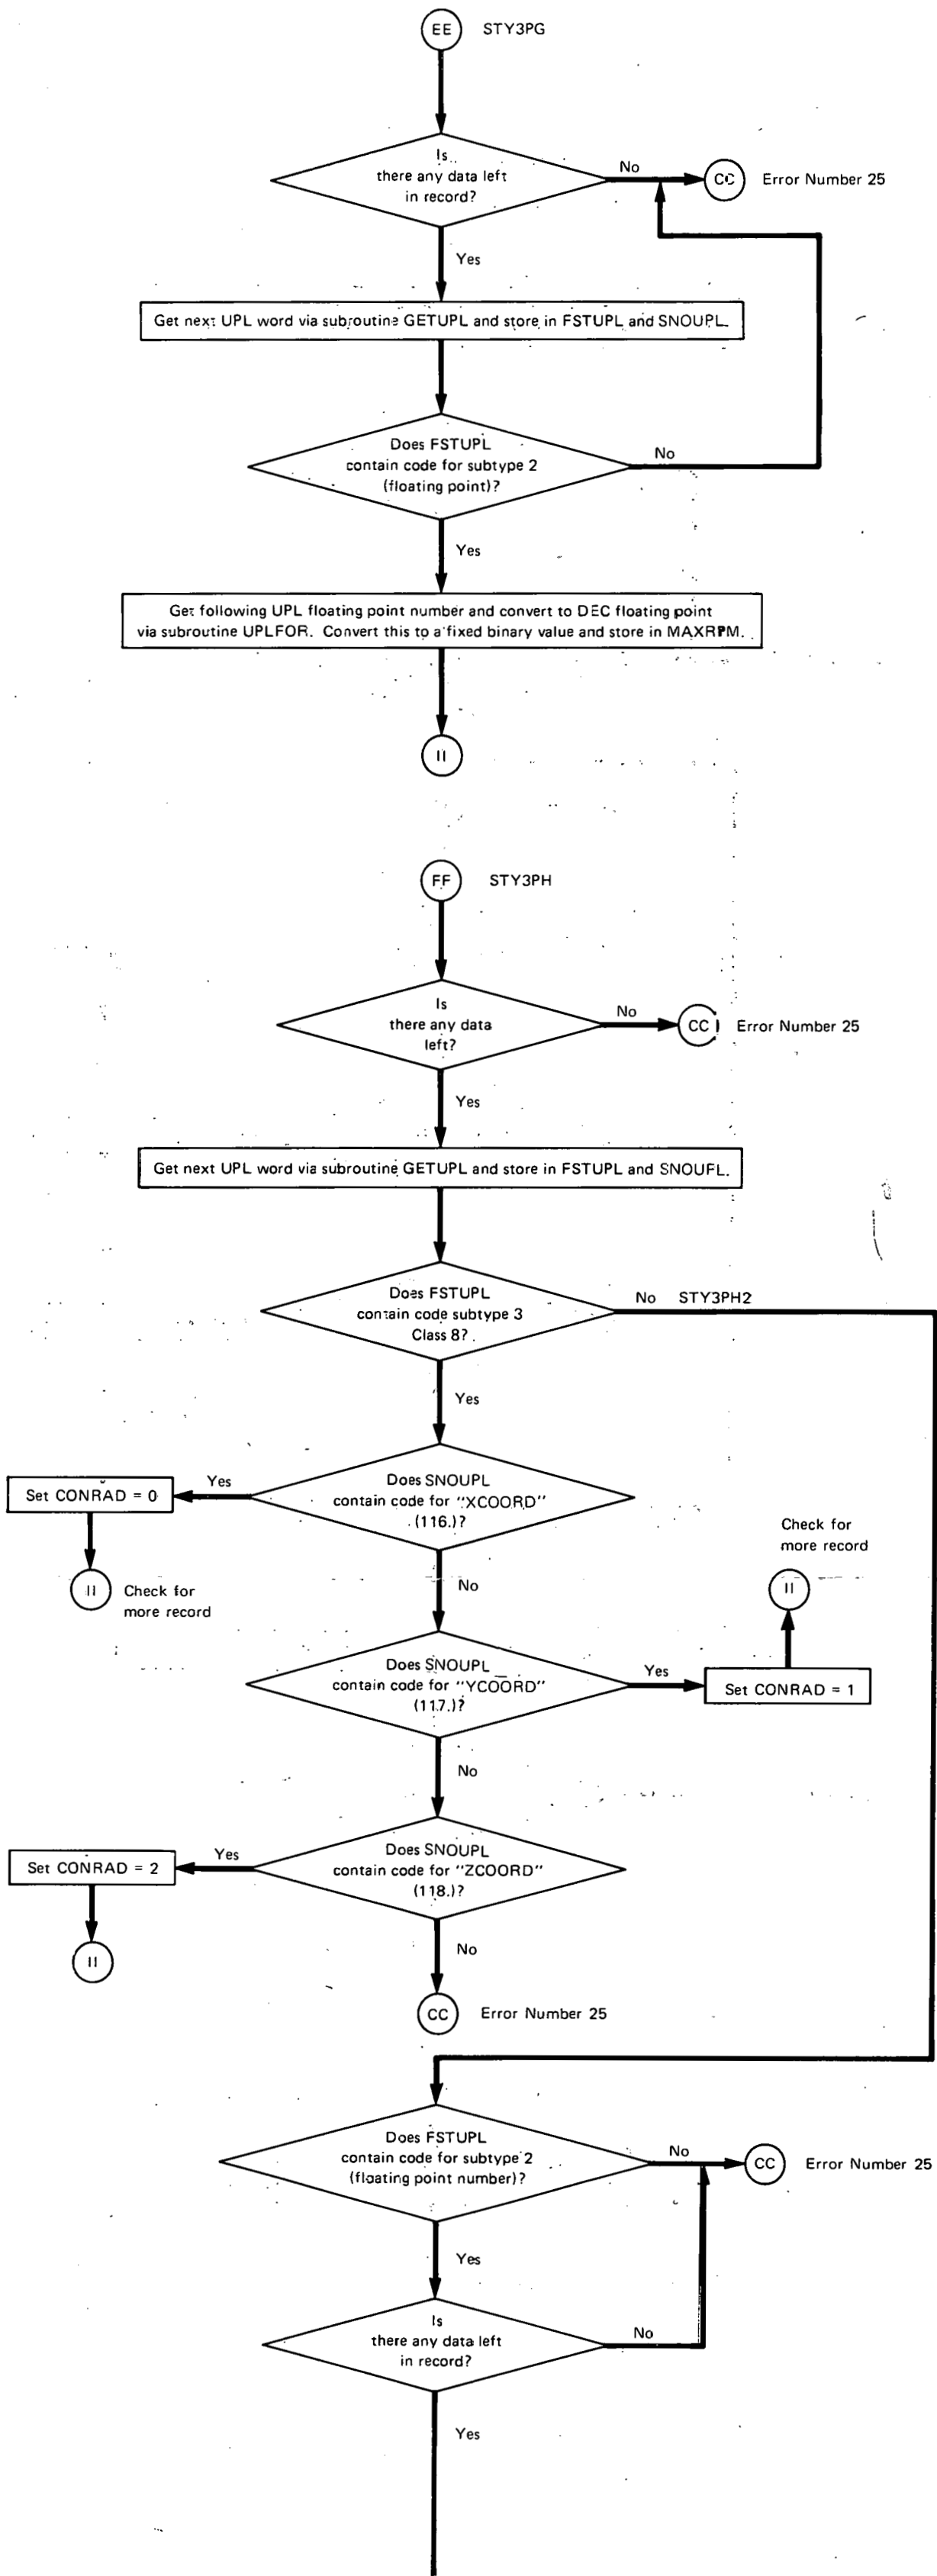 EE STY3PG
Is
there any data left
in record?
No
CC Error Number 25
Yes
Get next UPL word via subroutine GETUPL and store in FSTUPL and SNOUPL.
Does FSTUPL
contain code for subtype 2
(floating point)?
No
Yes
Get following UPL floating point number and convert to DEC floating point
via subroutine UPLFOR. Convert this to a fixed binary value and store in MAXRPM.
II
FF STY3PH
Is
there any data
left?
No
CC Error Number 25
Yes
Get next UPL word via subroutine GETUPL and store in FSTUPL and SNOUFL.
Does FSTUPL
contain code subtype 3
Class 8?
No STY3PH2
Yes
Does SNOUPL
contain code for "XCOORD"
(116.)?
Yes
Set CONRAD = 0
II Check for
more record
No
Check for
more record
II
Does SNOUPL
contain code for "YCOORD"
(117.)?
Yes
Set CONRAD = 1
No
Does SNOUPL
contain code for "ZCOORD"
(118.)?
Yes
Set CONRAD = 2
II
No
CC Error Number 25
Does FSTUPL
contain code for subtype 2
(floating point number)?
No
CC Error Number 25
Yes
Is
there any data left
in record?
No
Yes